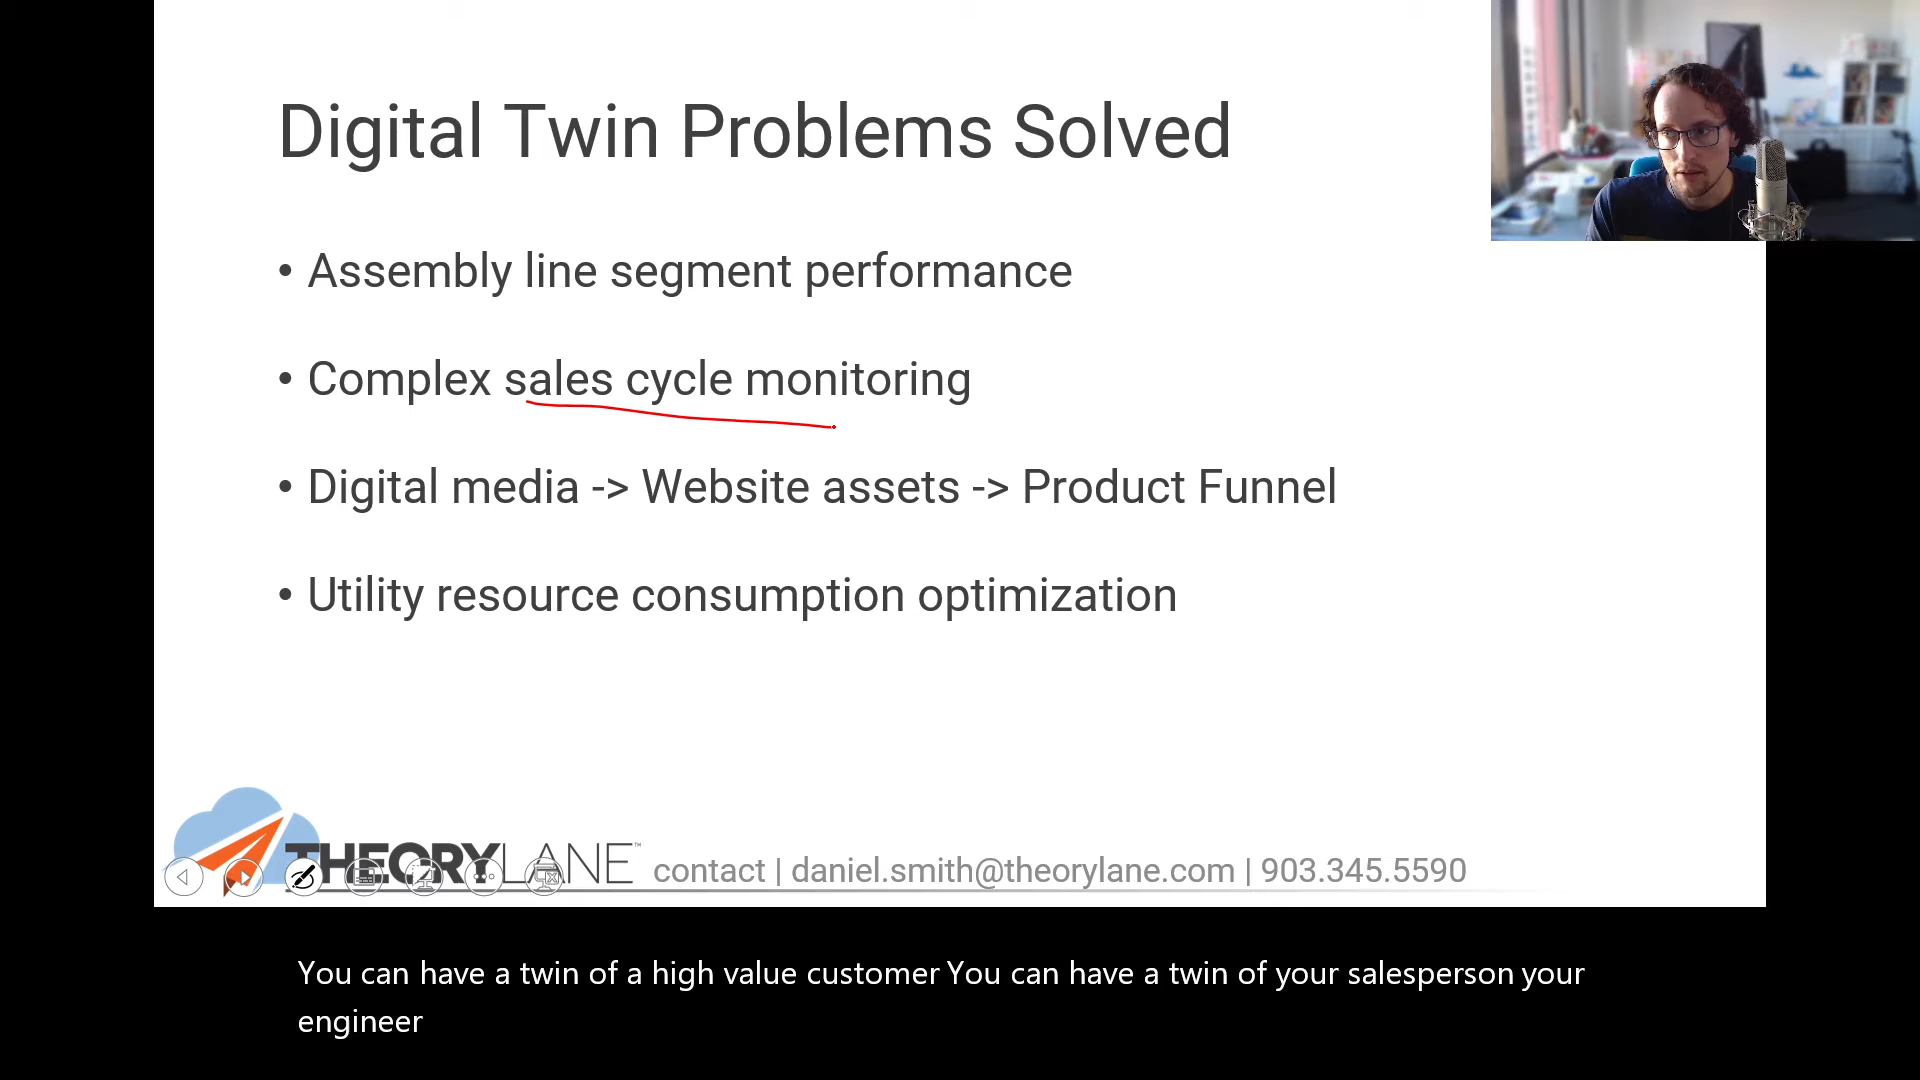 Digital Twin Problems Solved
• Assembly line segment performance
• Complex sales cycle monitoring
• Digital media -> Website assets -> Product Funnel
• Utility resource consumption optimization
THEORYLANE™ contact | daniel.smith@theorylane.com | 903.345.5590
You can have a twin of a high value customer You can have a twin of your salesperson your
engineer